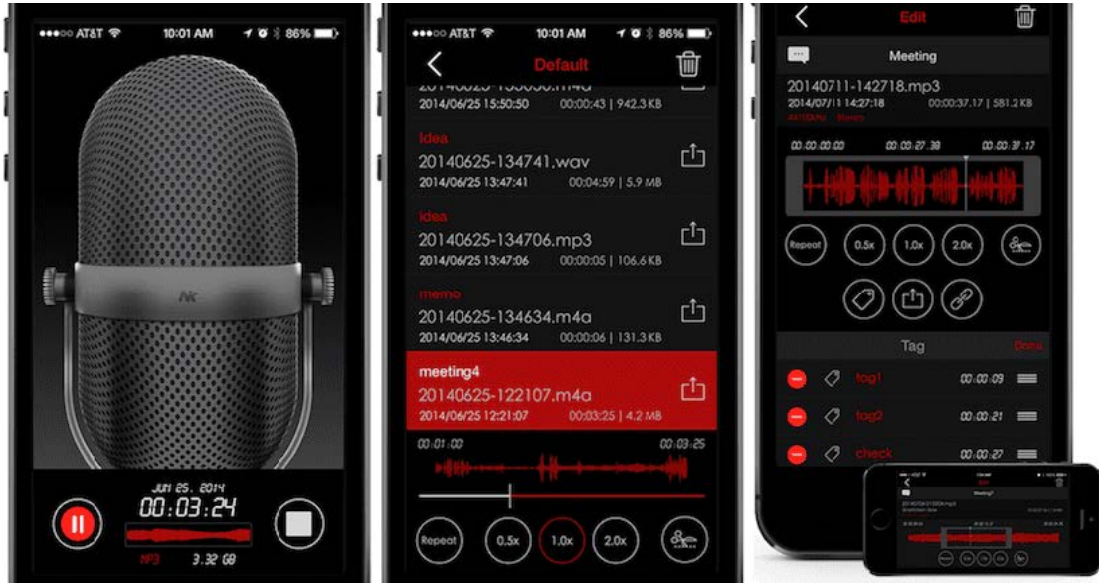 AT&T 10:01 AM 86%
NK
JUN 25. 2014
00:03:24
MP3 3.32 GB
AT&T 10:01 AM 86%
Default
2014/06/25 15:50:50 00:00:43 | 942.3 KB
Idea
20140625-134741.wav
2014/06/25 13:47:41 00:04:59 | 5.9 MB
idea
20140625-134706.mp3
2014/06/25 13:47:06 00:00:05 | 106.6 KB
memo
20140625-134634.m4a
2014/06/25 13:46:34 00:00:06 | 131.3 KB
meeting4
20140625-122107.m4a
2014/06/25 12:21:07 00:03:25 | 4.2 MB
00:01:00 00:03:25
Repeat 0.5x 1.0x 2.0x
Edit
Meeting
20140711-142718.mp3
2014/07/11 14:27:18 00:00:37.17 | 581.2 KB
44100kHz Stereo
00:00:00.00 00:00:27.38 00:00:37.17
Repeat 0.5x 1.0x 2.0x
Tag Done
tag1 00:00:09
tag2 00:00:21
check 00:00:27
Edit